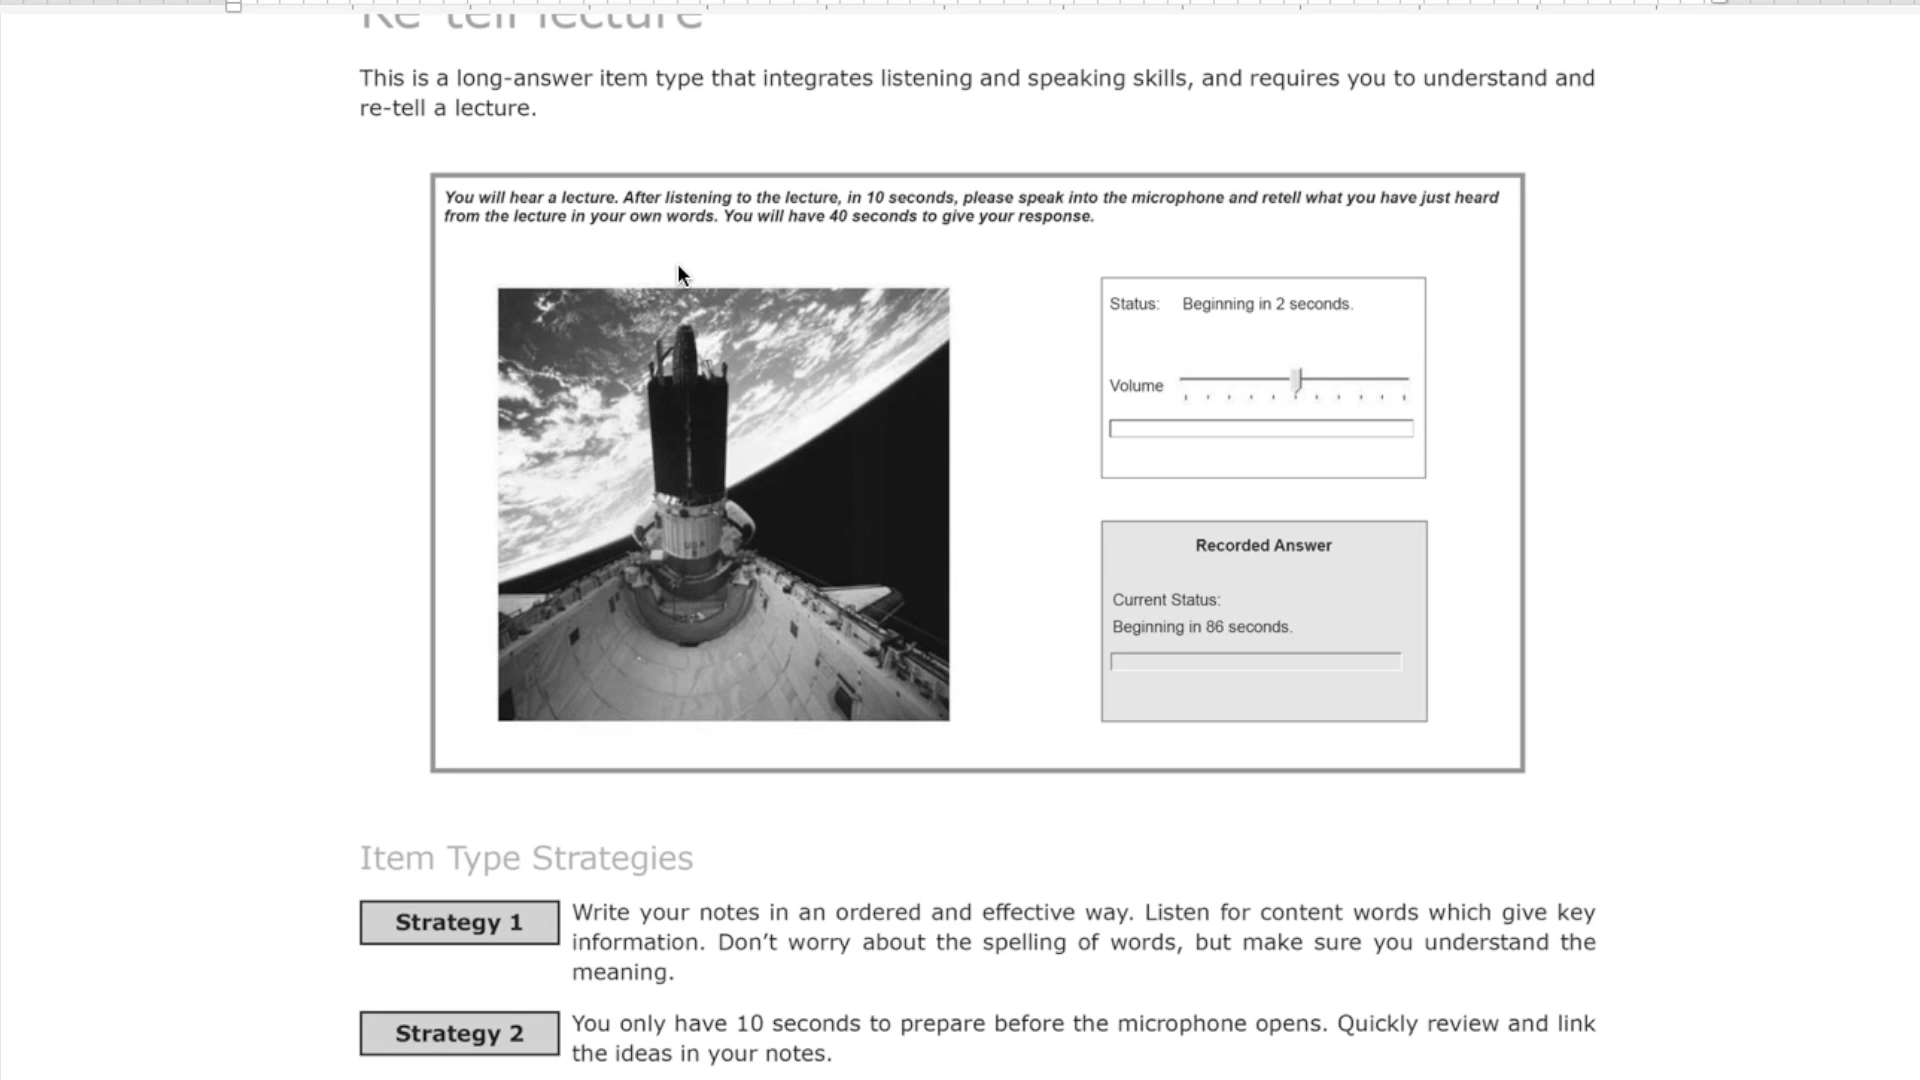 Re-tell lecture
This is a long-answer item type that integrates listening and speaking skills, and requires you to understand and
re-tell a lecture.
You will hear a lecture. After listening to the lecture, in 10 seconds, please speak into the microphone and retell what you have just heard
from the lecture in your own words. You will have 40 seconds to give your response.
Status: Beginning in 2 seconds.
Volume
Recorded Answer
Current Status:
Beginning in 86 seconds.
Item Type Strategies
Strategy 1
Write your notes in an ordered and effective way. Listen for content words which give key
information. Don’t worry about the spelling of words, but make sure you understand the
meaning.
Strategy 2
You only have 10 seconds to prepare before the microphone opens. Quickly review and link
the ideas in your notes.